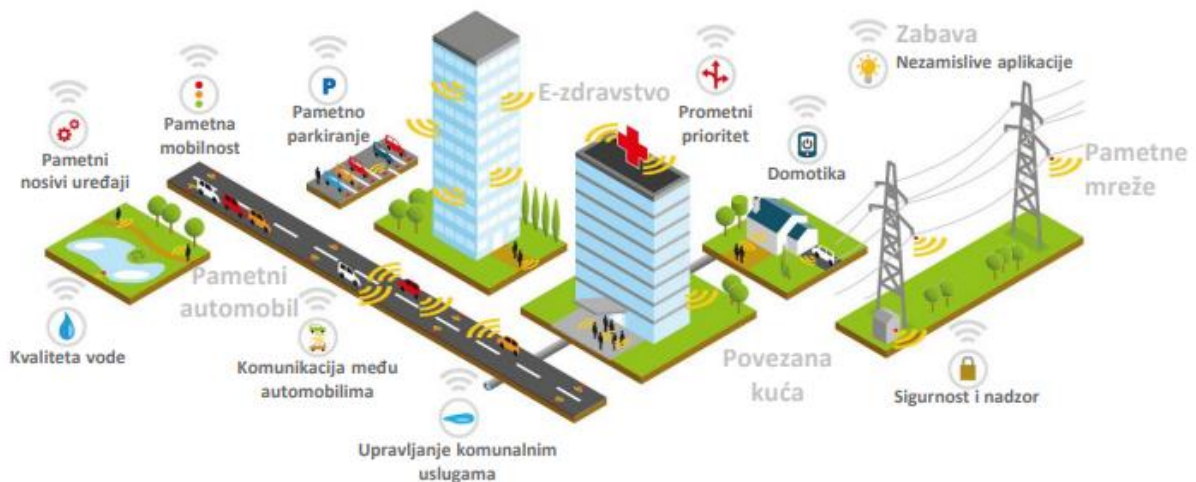 Zabava
Nezamislive aplikacije
E-zdravstvo
Pametno
parkiranje
P
Prometni
prioritet
Pametna
mobilnost
Pametni
nosivi uređaji
Domotika
Pametne
mreže
Pametni
automobil
Kvaliteta vode
Komunikacija među
automobilima
Povezana
kuća
Sigurnost i nadzor
Upravljanje komunalnim
uslugama